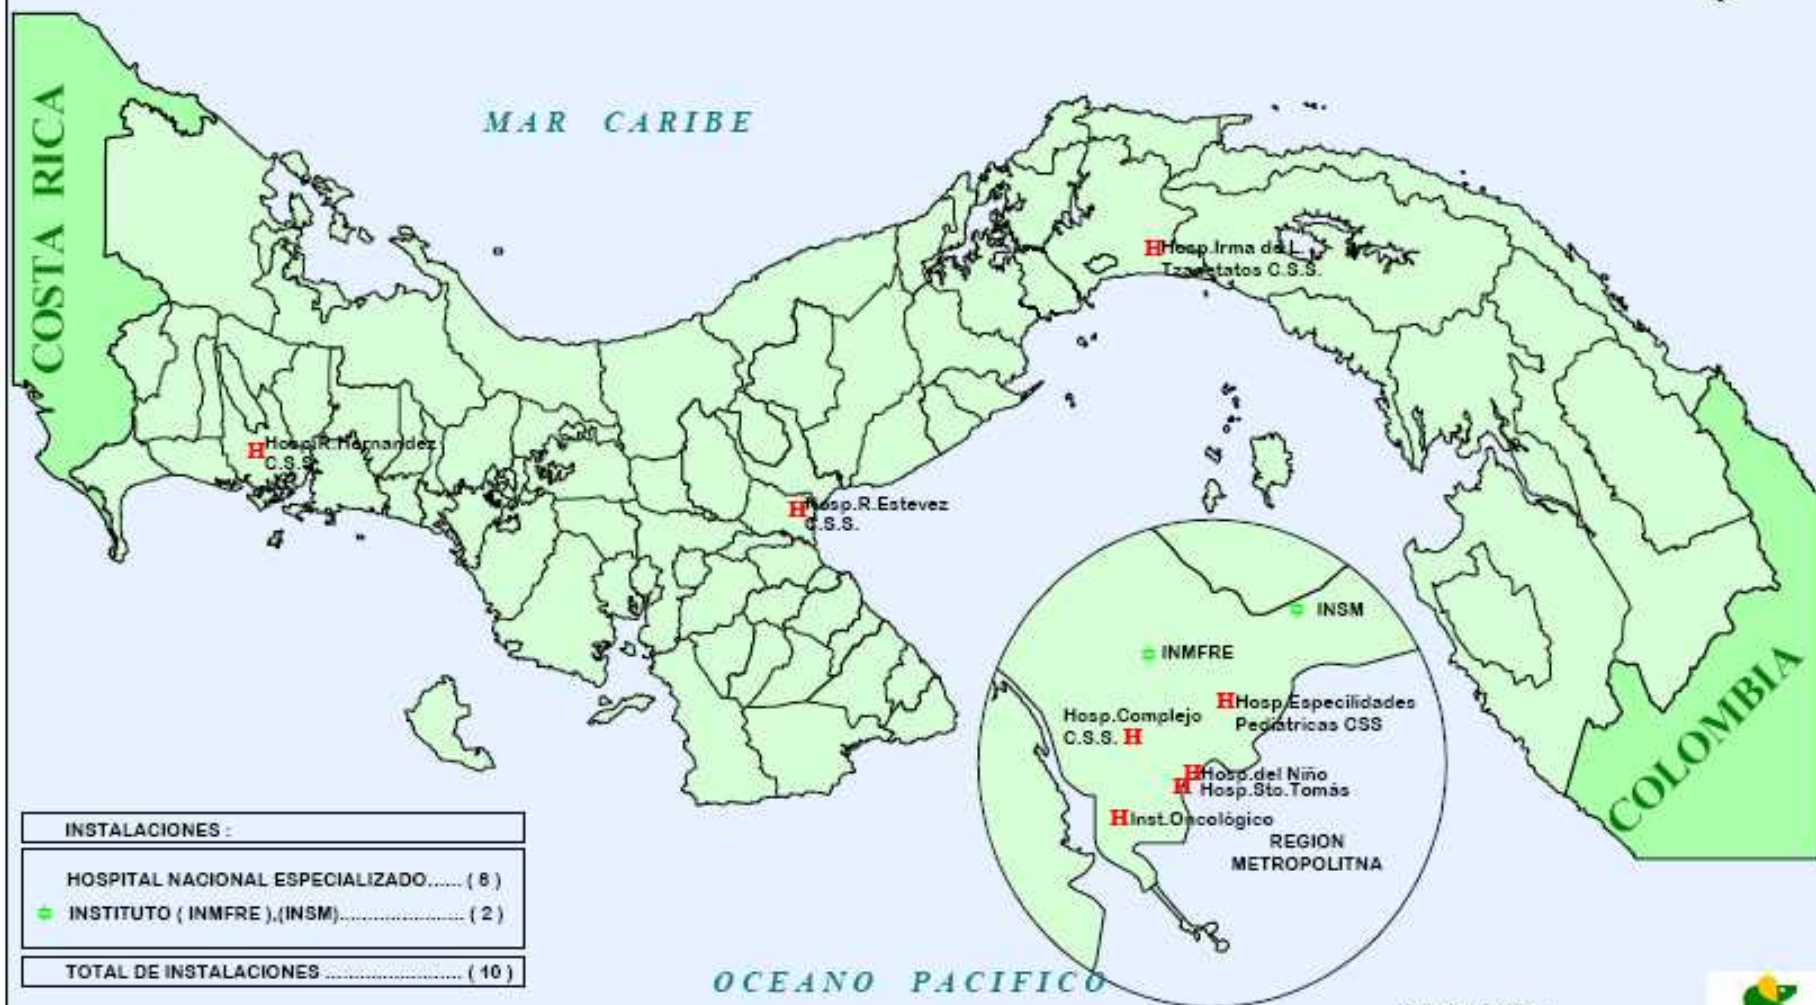 MAR CARIBE
COSTA RICA
Hosp.Irma de L.
Tzanetatos C.S.S.
Hosp.R.Hernandez
C.S.S.
Hosp.R.Estevez
C.S.S.
INSM
INMFRE
Hosp.Especilidades
Pediátricas CSS
Hosp.Complejo
C.S.S.
Hosp.del Niño
Hosp.Sto.Tomás
Inst.Oncológico
REGION
METROPOLITNA
COLOMBIA
INSTALACIONES :
HOSPITAL NACIONAL ESPECIALIZADO...... ( 8 )
INSTITUTO ( INMFRE ),(INSM)....................... ( 2 )
TOTAL DE INSTALACIONES ......................... ( 10 )
OCEANO PACIFICO